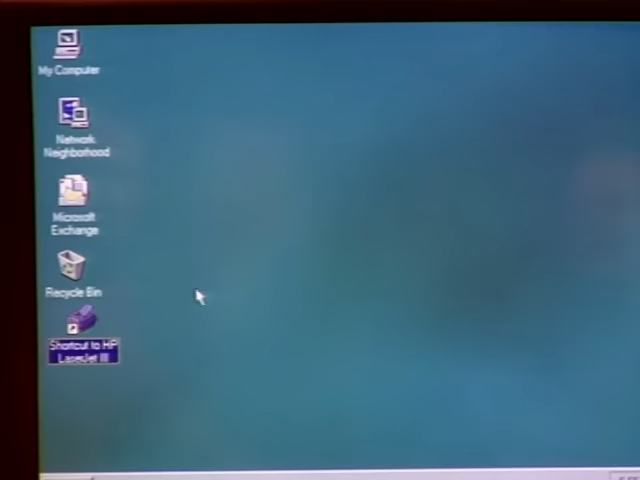 My Computer
Network
Neighborhood
Microsoft
Exchange
Recycle Bin
Shortcut to HP
LaserJet III